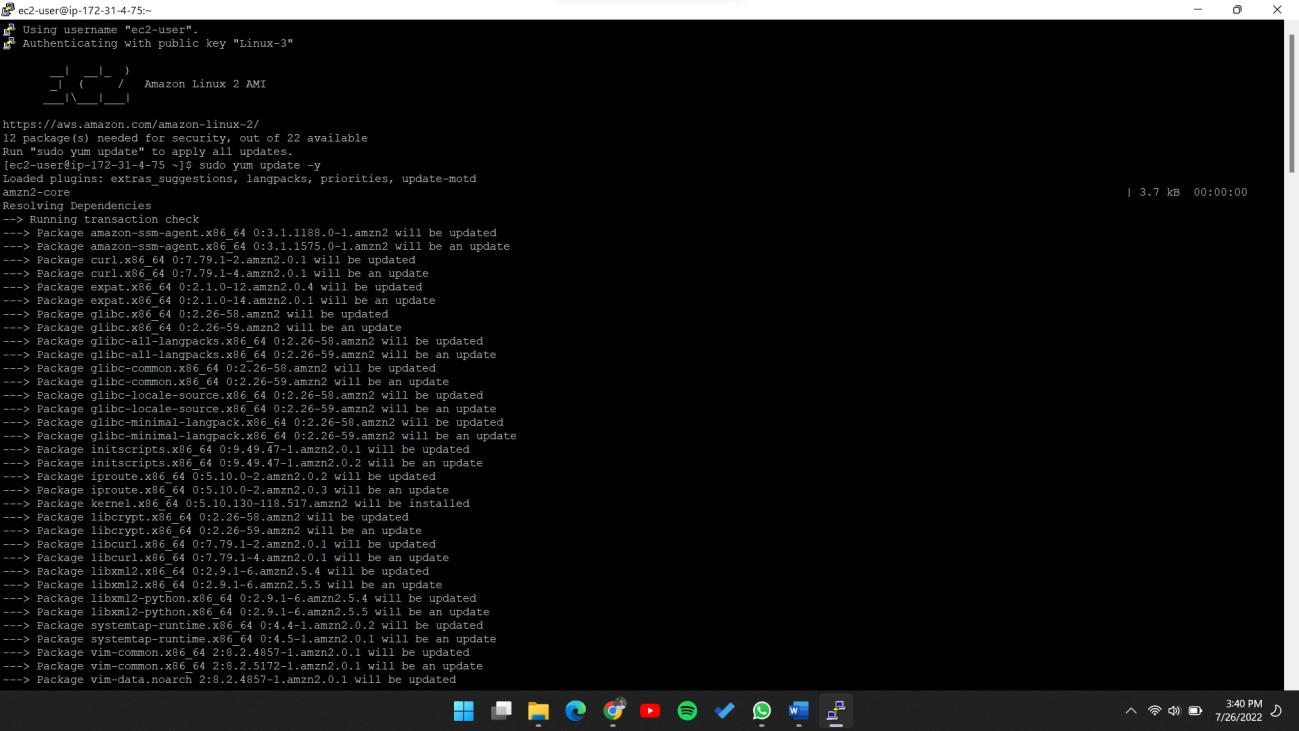 ec2-user@ip-172-31-4-75:~
Using username "ec2-user".
Authenticating with public key "Linux-3"
__|  __|_  )
_|  (     /   Amazon Linux 2 AMI
___|\___|___|
https://aws.amazon.com/amazon-linux-2/
12 package(s) needed for security, out of 22 available
Run "sudo yum update" to apply all updates.
[ec2-user@ip-172-31-4-75 ~]$ sudo yum update -y
Loaded plugins: extras_suggestions, langpacks, priorities, update-motd
amzn2-core | 3.7 kB 00:00:00
Resolving Dependencies
--> Running transaction check
---> Package amazon-ssm-agent.x86_64 0:3.1.1188.0-1.amzn2 will be updated
---> Package amazon-ssm-agent.x86_64 0:3.1.1575.0-1.amzn2 will be an update
---> Package curl.x86_64 0:7.79.1-2.amzn2.0.1 will be updated
---> Package curl.x86_64 0:7.79.1-4.amzn2.0.1 will be an update
---> Package expat.x86_64 0:2.1.0-12.amzn2.0.4 will be updated
---> Package expat.x86_64 0:2.1.0-14.amzn2.0.1 will be an update
---> Package glibc.x86_64 0:2.26-58.amzn2 will be updated
---> Package glibc.x86_64 0:2.26-59.amzn2 will be an update
---> Package glibc-all-langpacks.x86_64 0:2.26-58.amzn2 will be updated
---> Package glibc-all-langpacks.x86_64 0:2.26-59.amzn2 will be an update
---> Package glibc-common.x86_64 0:2.26-58.amzn2 will be updated
---> Package glibc-common.x86_64 0:2.26-59.amzn2 will be an update
---> Package glibc-locale-source.x86_64 0:2.26-58.amzn2 will be updated
---> Package glibc-locale-source.x86_64 0:2.26-59.amzn2 will be an update
---> Package glibc-minimal-langpack.x86_64 0:2.26-58.amzn2 will be updated
---> Package glibc-minimal-langpack.x86_64 0:2.26-59.amzn2 will be an update
---> Package initscripts.x86_64 0:9.49.47-1.amzn2.0.1 will be updated
---> Package initscripts.x86_64 0:9.49.47-1.amzn2.0.2 will be an update
---> Package iproute.x86_64 0:5.10.0-2.amzn2.0.2 will be updated
---> Package iproute.x86_64 0:5.10.0-2.amzn2.0.3 will be an update
---> Package kernel.x86_64 0:5.10.130-118.517.amzn2 will be installed
---> Package libcrypt.x86_64 0:2.26-58.amzn2 will be updated
---> Package libcrypt.x86_64 0:2.26-59.amzn2 will be an update
---> Package libcurl.x86_64 0:7.79.1-2.amzn2.0.1 will be updated
---> Package libcurl.x86_64 0:7.79.1-4.amzn2.0.1 will be an update
---> Package libxml2.x86_64 0:2.9.1-6.amzn2.5.4 will be updated
---> Package libxml2.x86_64 0:2.9.1-6.amzn2.5.5 will be an update
---> Package libxml2-python.x86_64 0:2.9.1-6.amzn2.5.4 will be updated
---> Package libxml2-python.x86_64 0:2.9.1-6.amzn2.5.5 will be an update
---> Package systemtap-runtime.x86_64 0:4.4-1.amzn2.0.2 will be updated
---> Package systemtap-runtime.x86_64 0:4.5-1.amzn2.0.1 will be an update
---> Package vim-common.x86_64 2:8.2.4857-1.amzn2.0.1 will be updated
---> Package vim-common.x86_64 2:8.2.5172-1.amzn2.0.1 will be an update
---> Package vim-data.noarch 2:8.2.4857-1.amzn2.0.1 will be updated
3:40 PM
7/26/2022